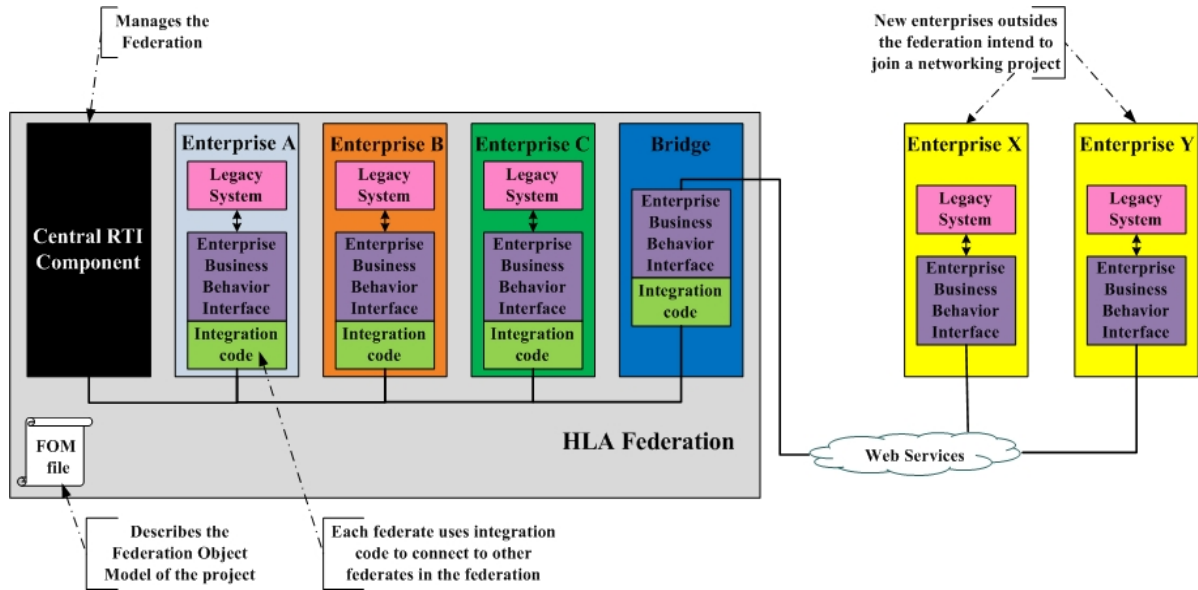 Manages the
Federation
New enterprises outsides
the federation intend to
join a networking project
Central RTI
Component
Enterprise A
Legacy
System
Enterprise
Business
Behavior
Interface
Integration
code
Enterprise B
Legacy
System
Enterprise
Business
Behavior
Interface
Integration
code
Enterprise C
Legacy
System
Enterprise
Business
Behavior
Interface
Integration
code
Bridge
Enterprise
Business
Behavior
Interface
Integration
code
Enterprise X
Legacy
System
Enterprise
Business
Behavior
Interface
Enterprise Y
Legacy
System
Enterprise
Business
Behavior
Interface
FOM
file
HLA Federation
Web Services
Describes the
Federation Object
Model of the project
Each federate uses integration
code to connect to other
federates in the federation